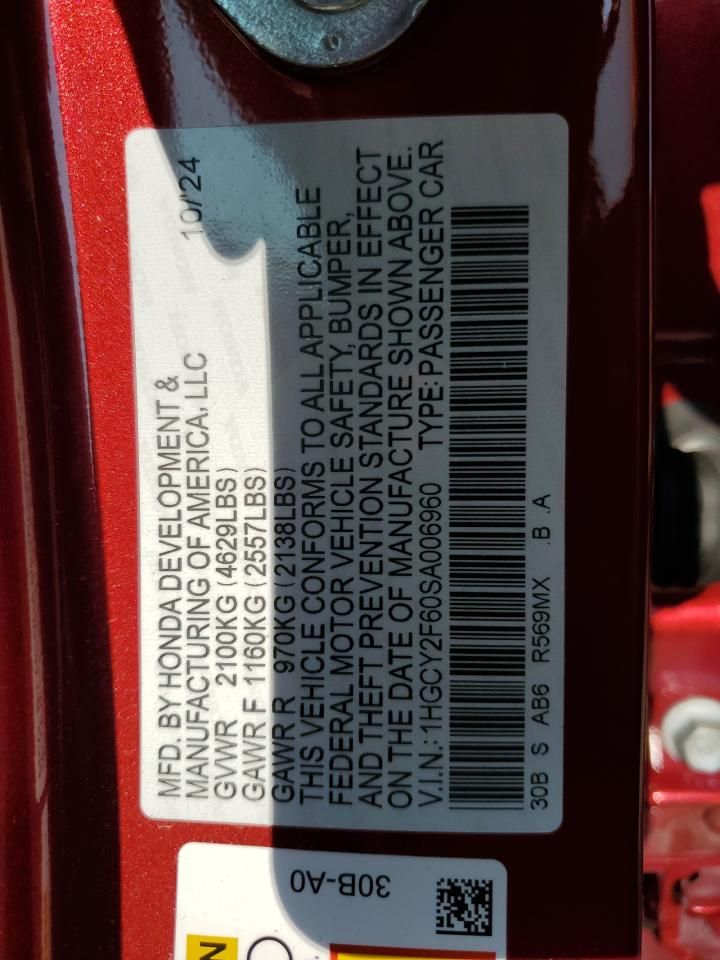 MFD. BY HONDA DEVELOPMENT &
MANUFACTURING OF AMERICA, LLC 10/'24
GVWR 2100KG (4629LBS)
GAWR F 1160KG (2557LBS)
GAWR R 970KG (2138LBS)
THIS VEHICLE CONFORMS TO ALL APPLICABLE
FEDERAL MOTOR VEHICLE SAFETY, BUMPER,
AND THEFT PREVENTION STANDARDS IN EFFECT
ON THE DATE OF MANUFACTURE SHOWN ABOVE.
V.I.N.: 1HGCY2F60SA006960 TYPE: PASSENGER CAR
30B S AB6 R569MX .B .A
30B-A0